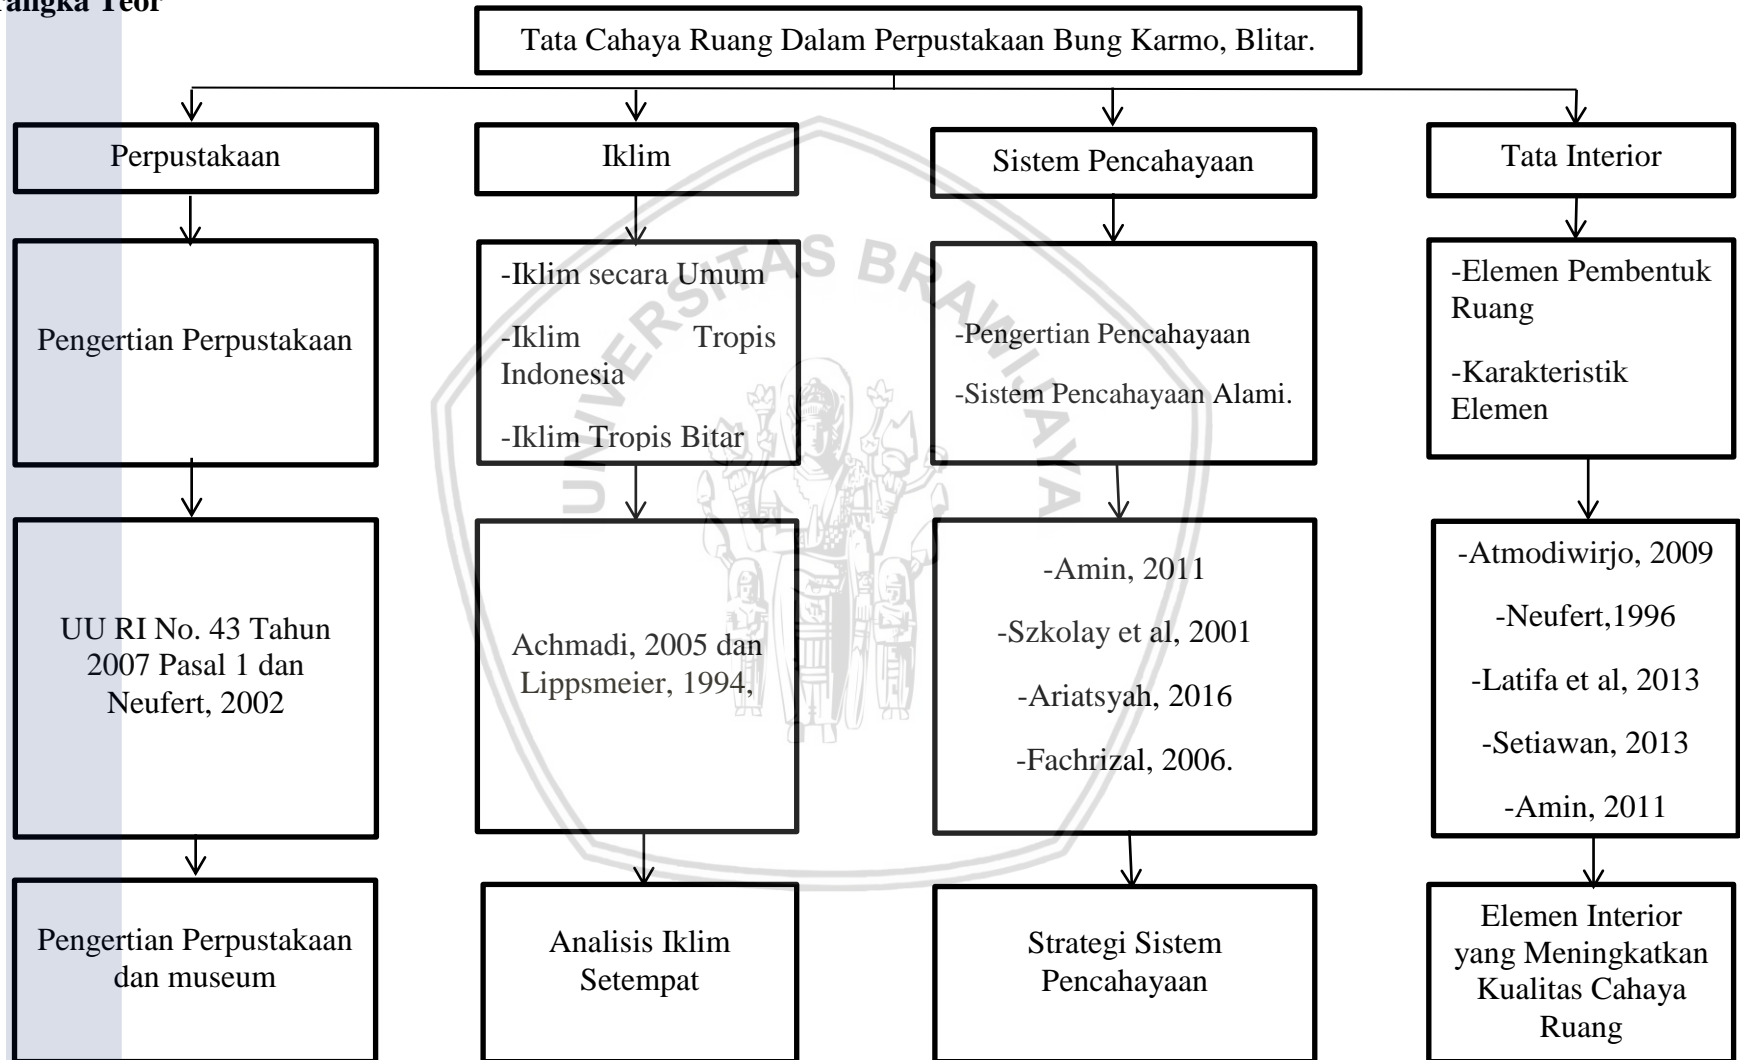 rangka Teor
Tata Cahaya Ruang Dalam Perpustakaan Bung Karmo, Blitar.
Perpustakaan
Iklim
Sistem Pencahayaan
Tata Interior
Pengertian Perpustakaan
-Iklim secara Umum
-Iklim Tropis
Indonesia
-Iklim Tropis Bitar
-Pengertian Pencahayaan
-Sistem Pencahayaan Alami.
-Elemen Pembentuk
Ruang
-Karakteristik
Elemen
UU RI No. 43 Tahun
2007 Pasal 1 dan
Neufert, 2002
Achmadi, 2005 dan
Lippsmeier, 1994,
-Amin, 2011
-Szkolay et al, 2001
-Ariatsyah, 2016
-Fachrizal, 2006.
-Atmodiwirjo, 2009
-Neufert,1996
-Latifa et al, 2013
-Setiawan, 2013
-Amin, 2011
Pengertian Perpustakaan
dan museum
Analisis Iklim
Setempat
Strategi Sistem
Pencahayaan
Elemen Interior
yang Meningkatkan
Kualitas Cahaya
Ruang
UNIVERSITAS BRAWIJAYA